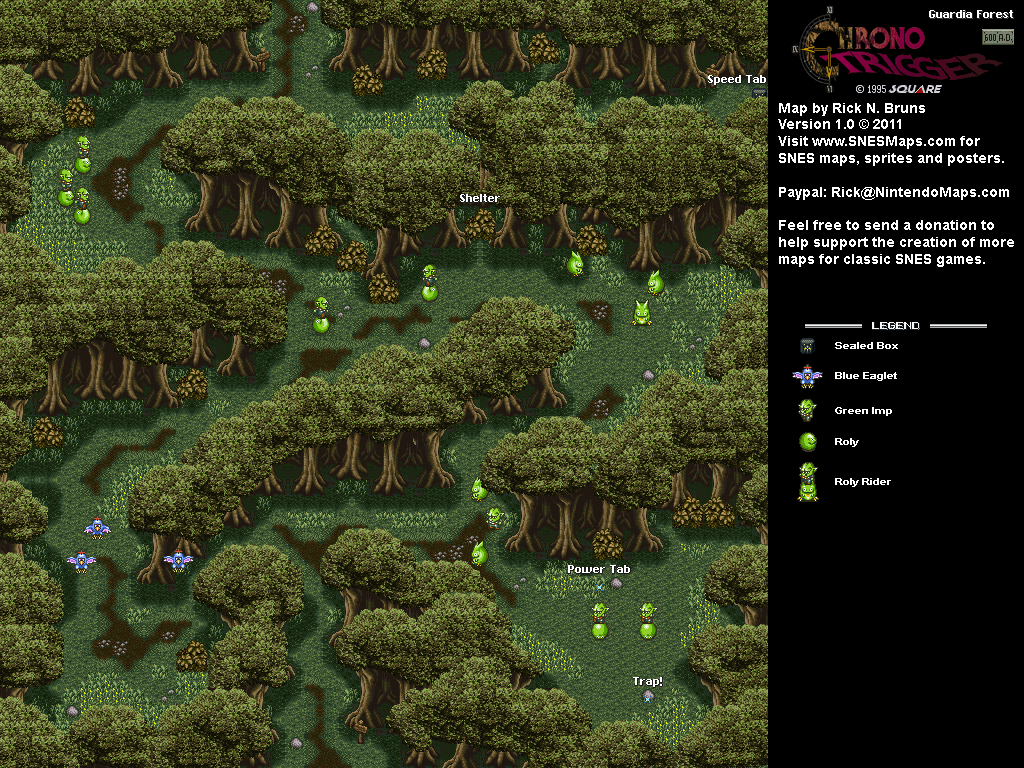 Guardia Forest
600 A.D.
CHRONO
TRIGGER
© 1995 SQUARE
Speed Tab
Map by Rick N. Bruns
Version 1.0 © 2011
Visit www.SNESMaps.com for
SNES maps, sprites and posters.
Paypal: Rick@NintendoMaps.com
Feel free to send a donation to
help support the creation of more
maps for classic SNES games.
Shelter
LEGEND
Sealed Box
Blue Eaglet
Green Imp
Roly
Roly Rider
Power Tab
Trap!